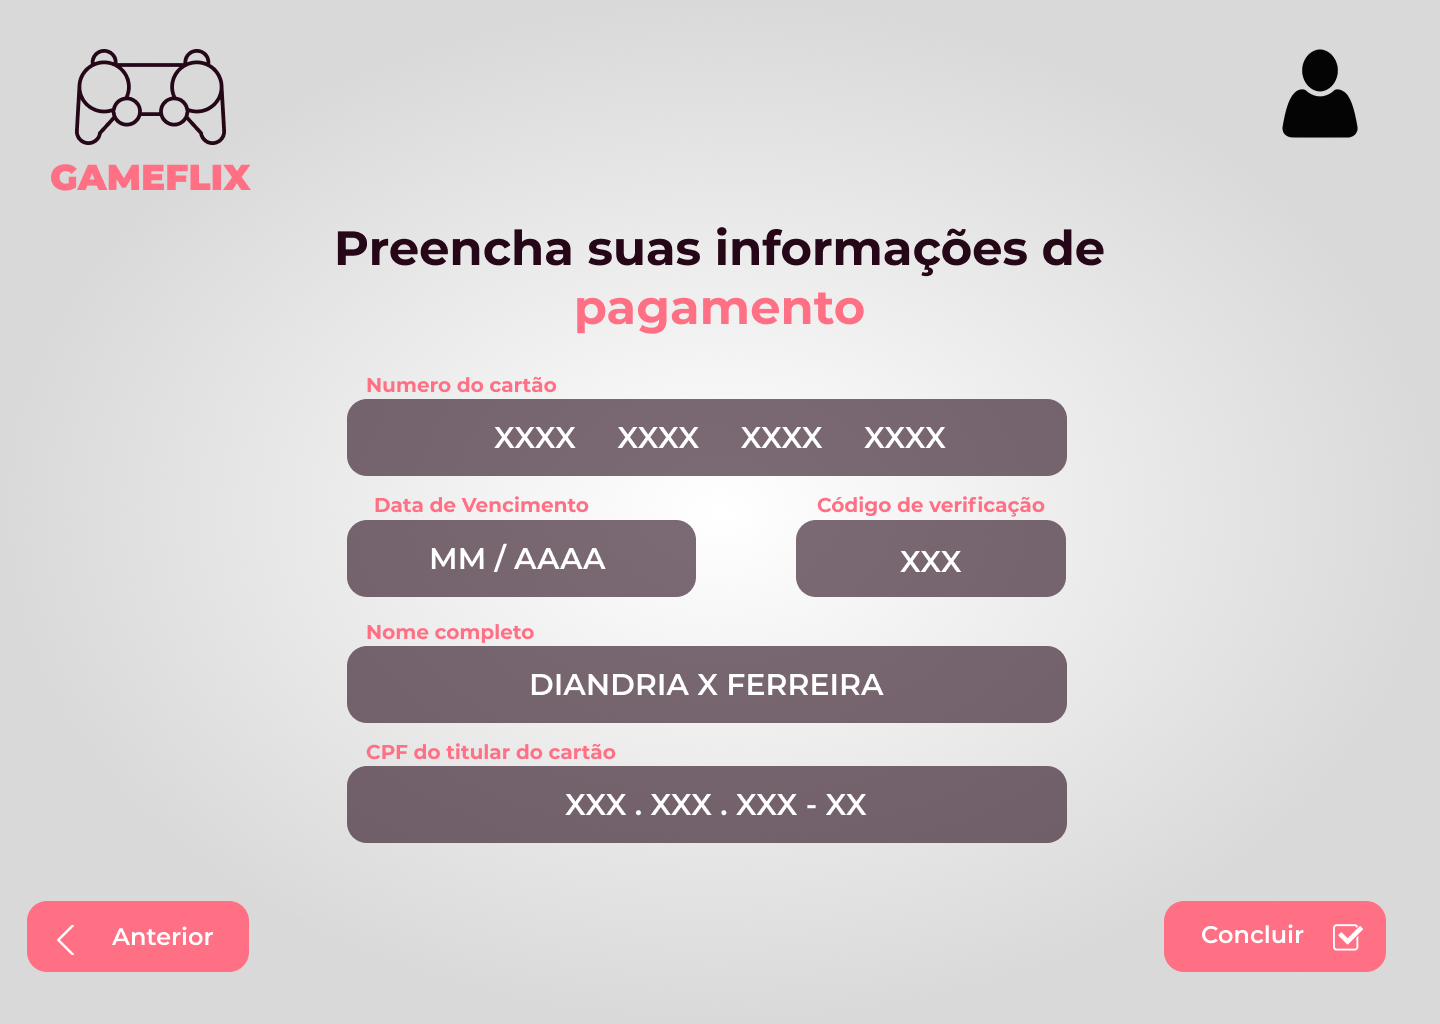 GAMEFLIX
Preencha suas informações de
pagamento
Numero do cartão
XXXX XXXX XXXX XXXX
Data de Vencimento
Código de verificação
MM / AAAA
XXX
Nome completo
DIANDRIA X FERREIRA
CPF do titular do cartão
XXX . XXX . XXX - XX
Anterior
Concluir